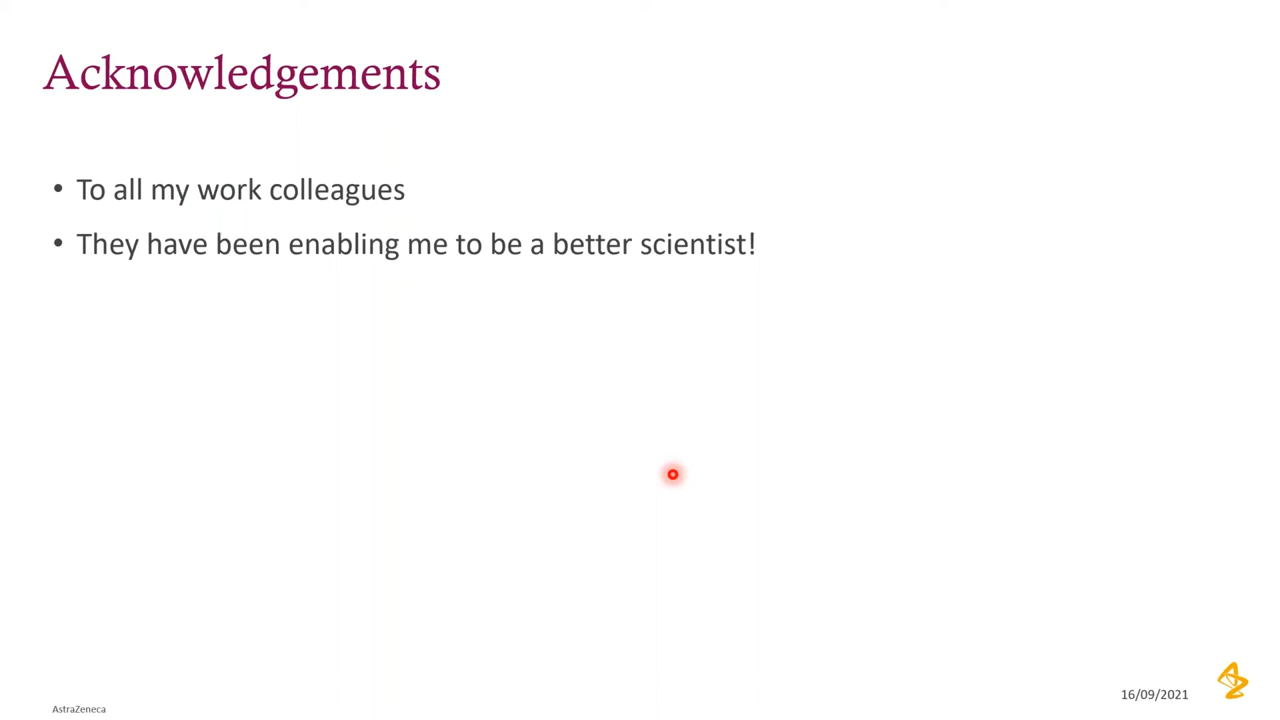 Acknowledgements
• To all my work colleagues
• They have been enabling me to be a better scientist!
16/09/2021
AstraZeneca